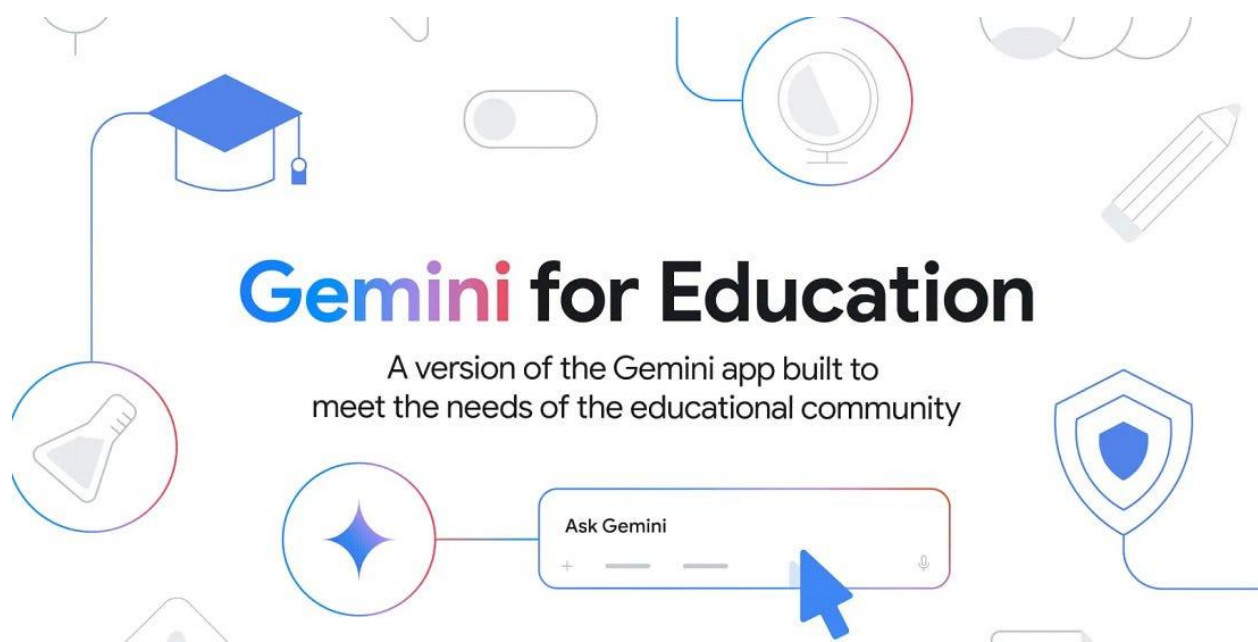 Gemini for Education
A version of the Gemini app built to
meet the needs of the educational community
Ask Gemini